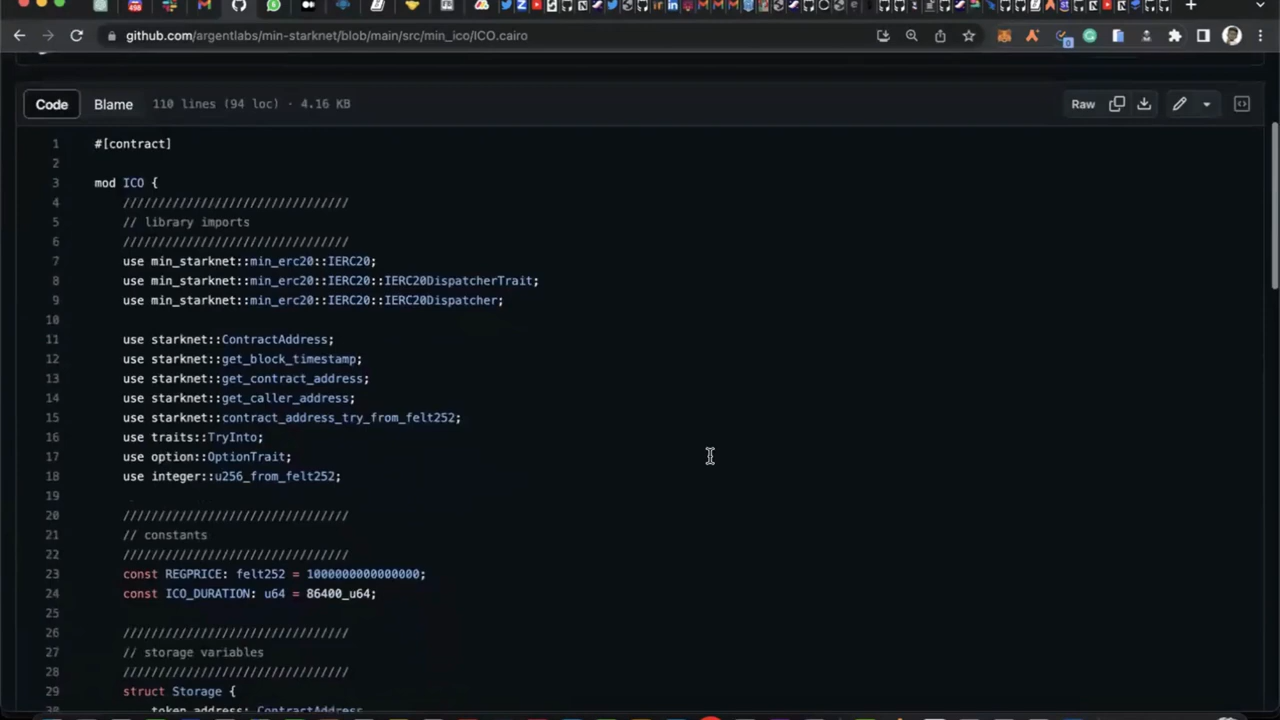 github.com/argentlabs/min-starknet/blob/main/src/min_ico/ICO.cairo
Code Blame 110 lines (94 loc) · 4.16 KB Raw
1 #[contract]
2
3 mod ICO {
4 /////////////////////////////////
5 // library imports
6 /////////////////////////////////
7 use min_starknet::min_erc20::IERC20;
8 use min_starknet::min_erc20::IERC20::IERC20DispatcherTrait;
9 use min_starknet::min_erc20::IERC20::IERC20Dispatcher;
10
11 use starknet::ContractAddress;
12 use starknet::get_block_timestamp;
13 use starknet::get_contract_address;
14 use starknet::get_caller_address;
15 use starknet::contract_address_try_from_felt252;
16 use traits::TryInto;
17 use option::OptionTrait;
18 use integer::u256_from_felt252;
19
20 /////////////////////////////////
21 // constants
22 /////////////////////////////////
23 const REGPRICE: felt252 = 1000000000000000;
24 const ICO_DURATION: u64 = 86400_u64;
25
26 /////////////////////////////////
27 // storage variables
28 /////////////////////////////////
29 struct Storage {
30 token_address: ContractAddress